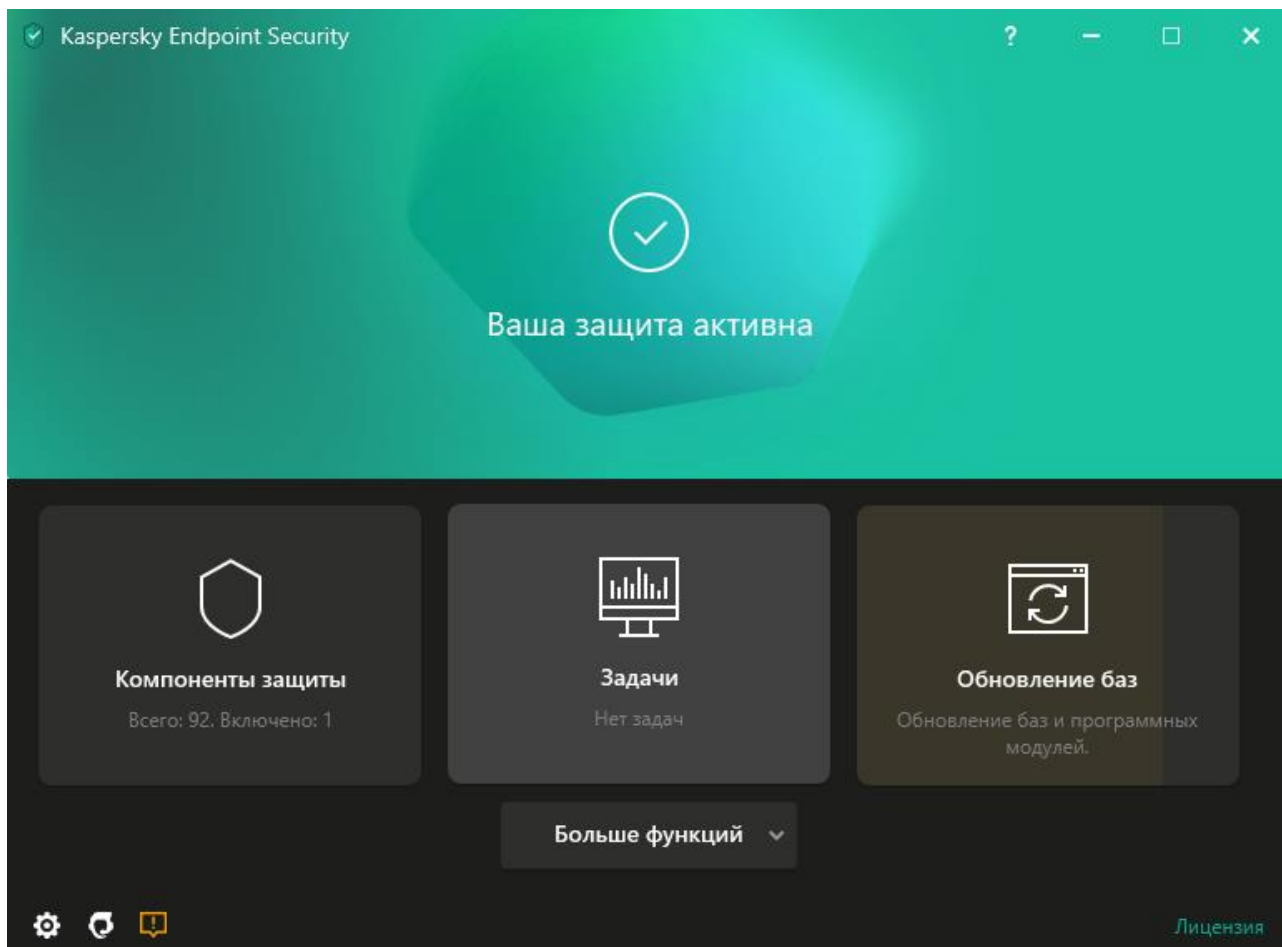 Kaspersky Endpoint Security
?
Ваша защита активна
Компоненты защиты
Всего: 92. Включено: 1
Задачи
Нет задач
Обновление баз
Обновление баз и программных
модулей.
Больше функций
Лицензия